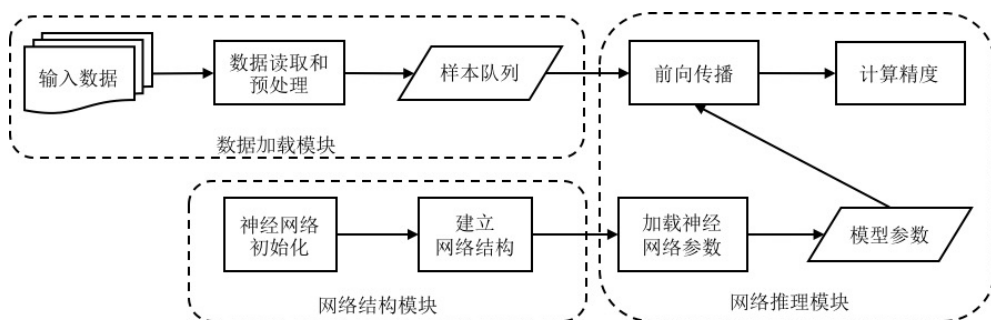 输入数据
数据读取和
预处理
样本队列
前向传播
计算精度
数据加载模块
神经网络
初始化
建立
网络结构
加载神经
网络参数
模型参数
网络结构模块
网络推理模块